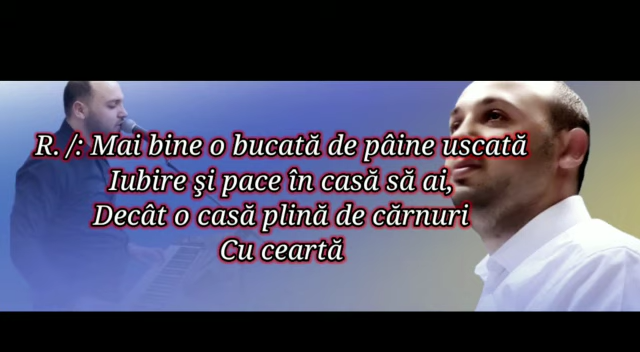 R. /: Mai bine o bucată de pâine uscată
Iubire şi pace în casă să ai,
Decât o casă plină de cărnuri
Cu ceartă